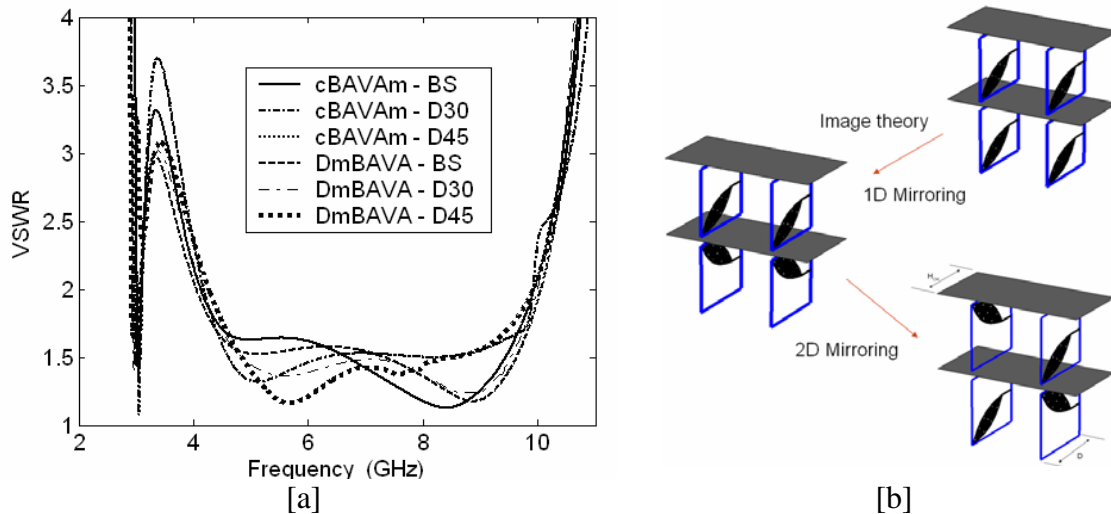 4
3.5
3
2.5
2
1.5
1
VSWR
cBAVAm - BS
cBAVAm - D30
cBAVAm - D45
DmBAVA - BS
DmBAVA - D30
DmBAVA - D45
2
4
6
8
10
Frequency (GHz)
[a]
Image theory
1D Mirroring
2D Mirroring
D
[b]